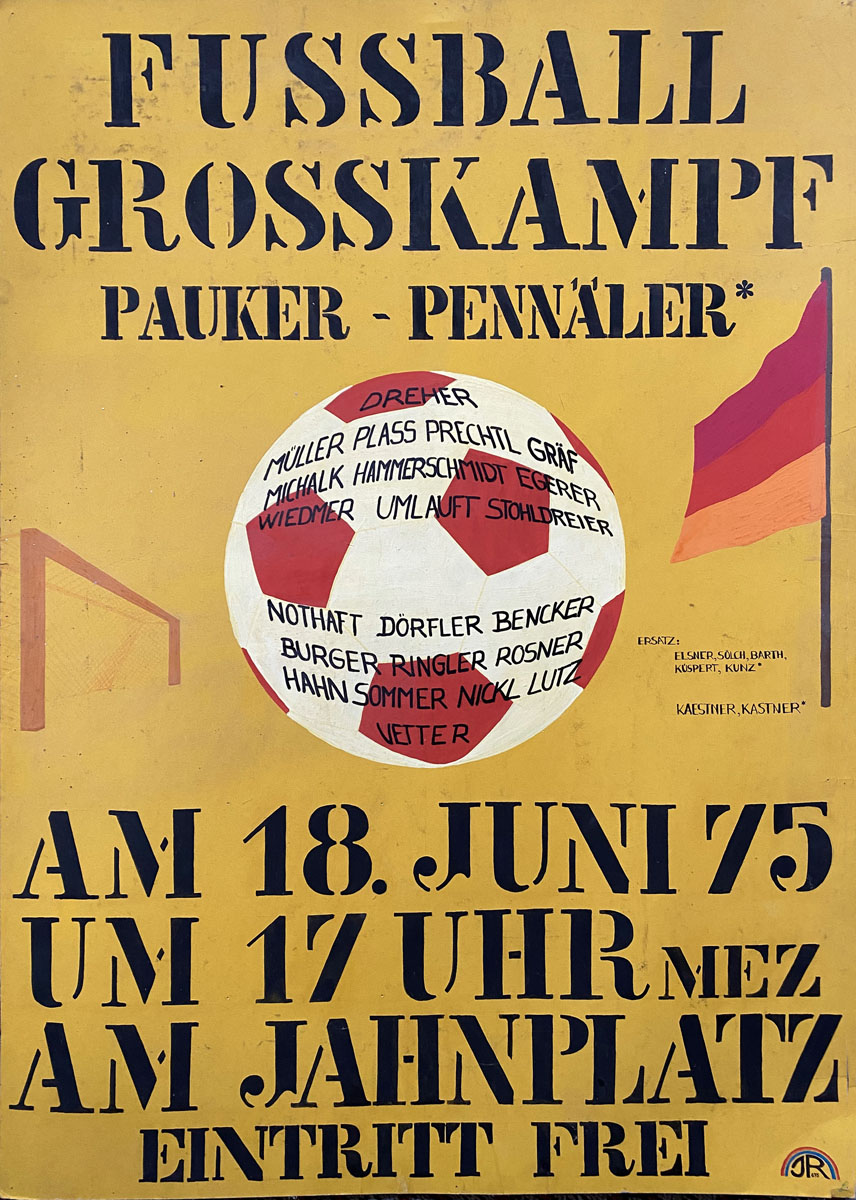 FUSSBALL
GROSSKAMPF
PAUKER - PENNÄLER*
DREHER
MÜLLER PLASS PRECHTL GRÄF
MICHALK HAMMERSCHMIDT EGERER
WIEDMER UMLAUFT STOHLDREIER
NOTHAFT DÖRFLER BENCKER
BURGER RINGLER ROSNER
HAHN SOMMER NICKL LUTZ
VETTER
ERSATZ:
ELSNER, SÖLCH, BARTH,
KÜSPERT, KUNZ*
KAESTNER, KASTNER*
AM 18. JUNI 75
UM 17 UHR MEZ
AM JAHNPLATZ
EINTRITT FREI
JR